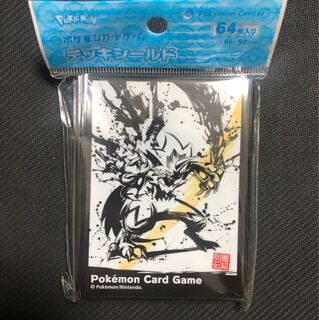 Pokémon
Pokémon Center
ポケモンカードゲーム
デッキシールド
64枚入り
Pokémon Card Game
© Pokémon/Nintendo.